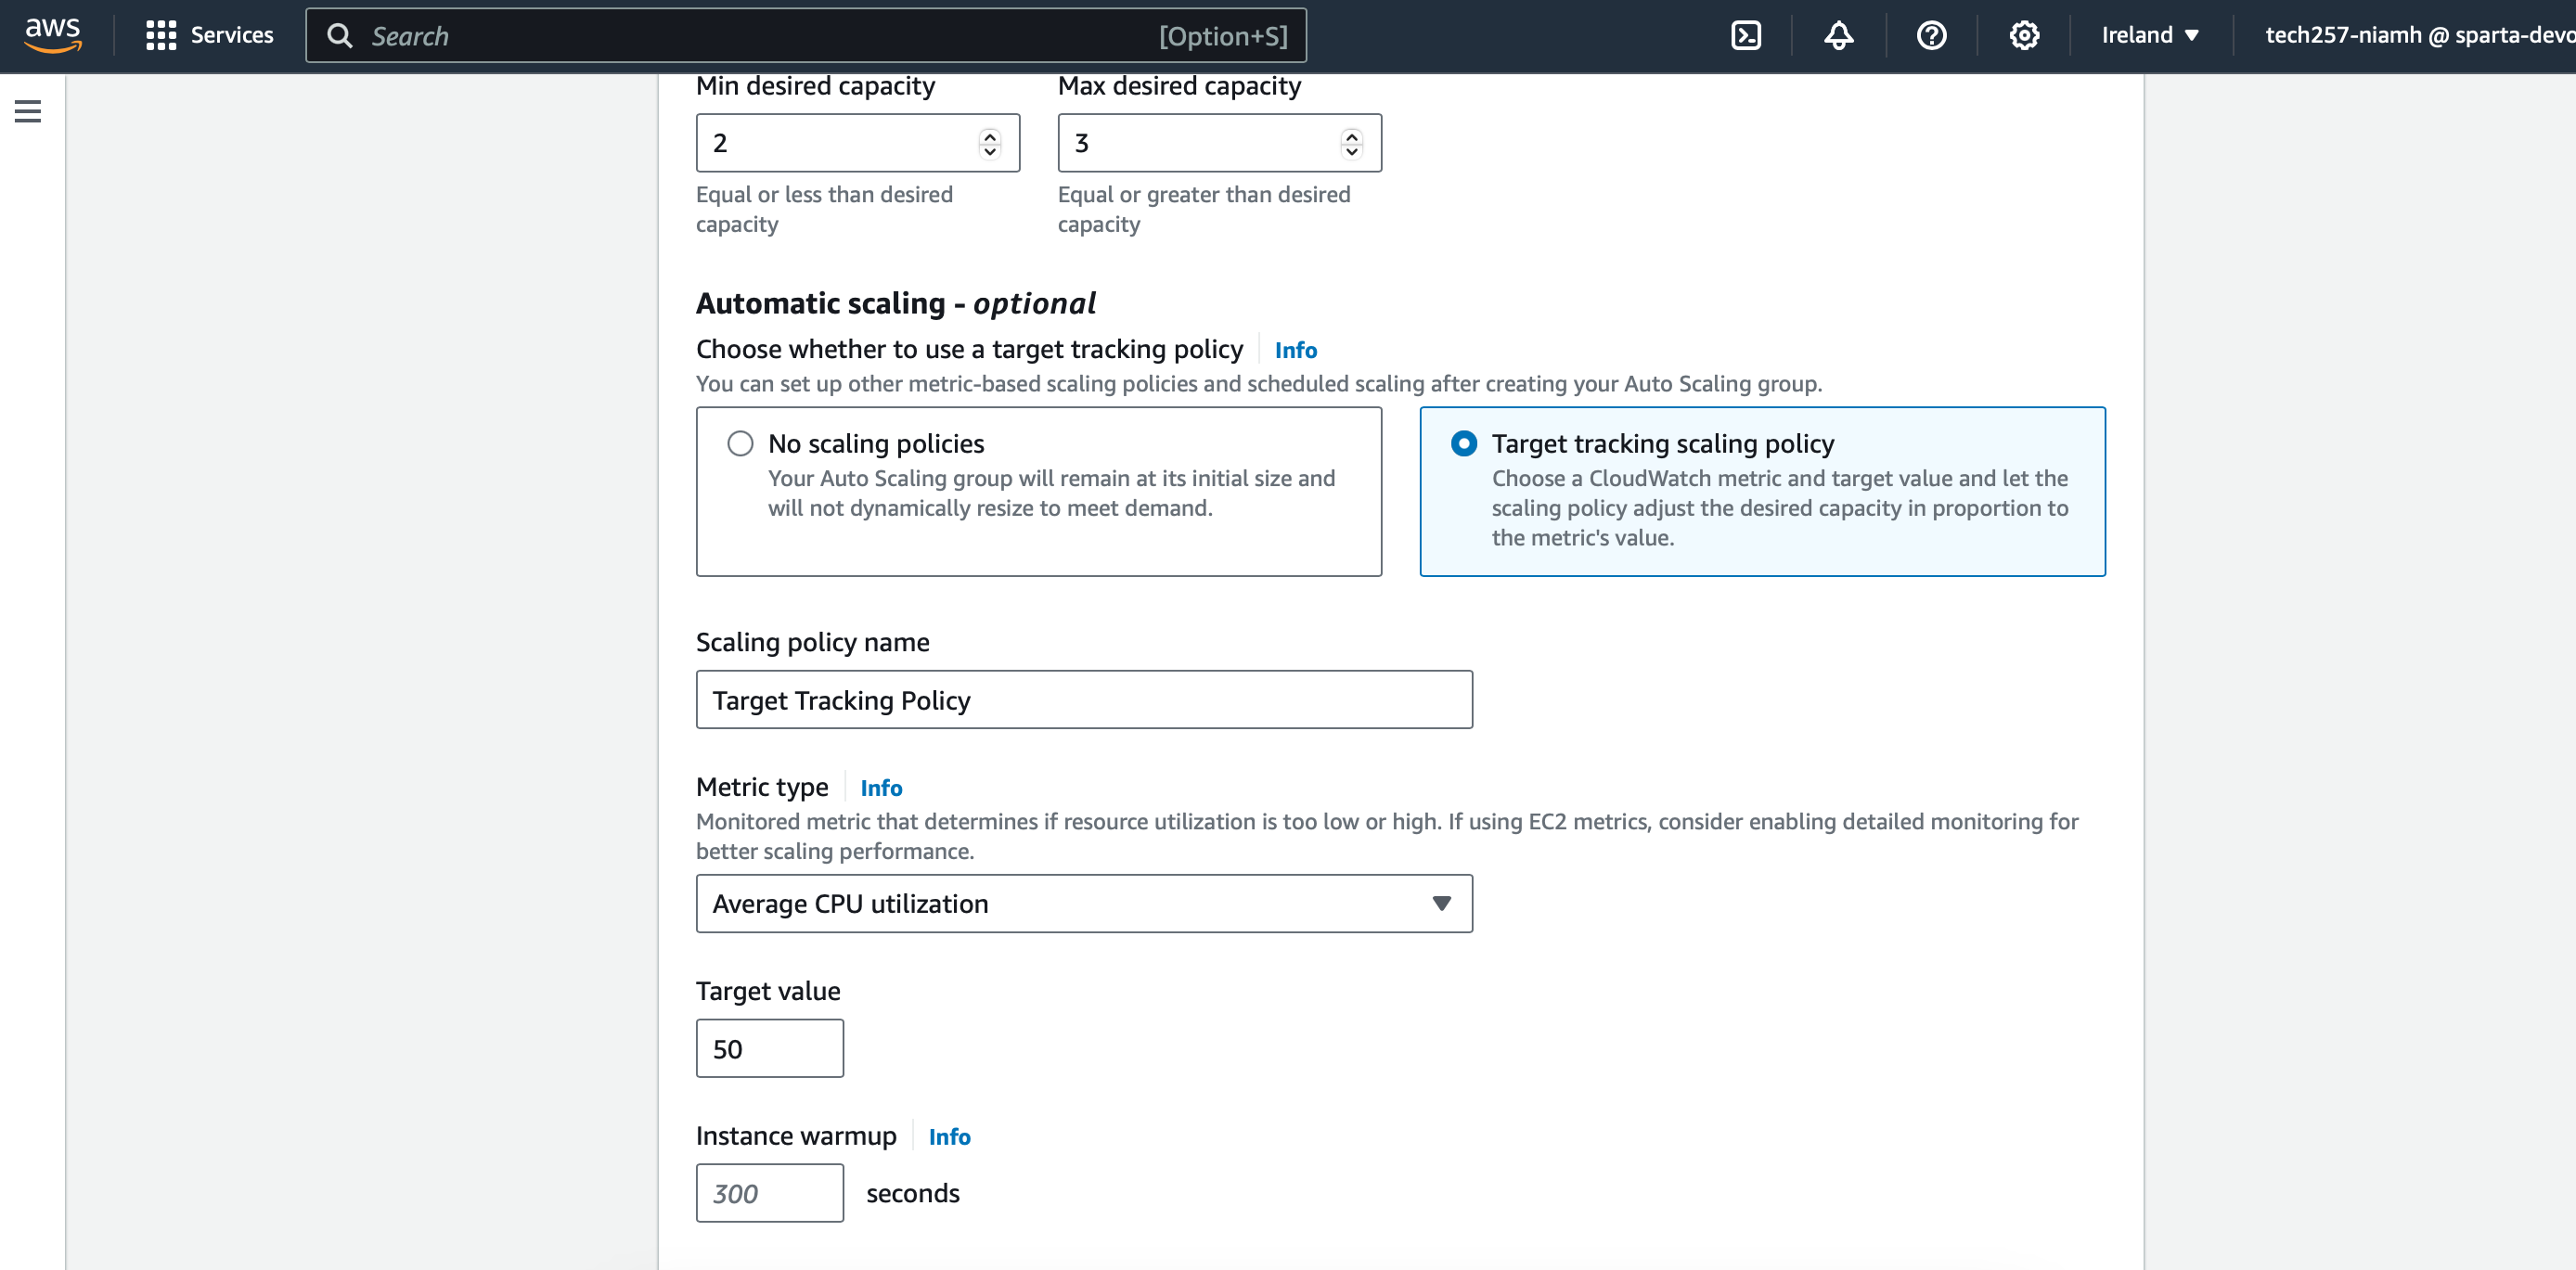 aws
Services
Search
[Option+S]
Ireland
tech257-niamh @ sparta-devo
Min desired capacity
Max desired capacity
2
3
Equal or less than desired
capacity
Equal or greater than desired
capacity
Automatic scaling - optional
Choose whether to use a target tracking policy
Info
You can set up other metric-based scaling policies and scheduled scaling after creating your Auto Scaling group.
No scaling policies
Your Auto Scaling group will remain at its initial size and
will not dynamically resize to meet demand.
Target tracking scaling policy
Choose a CloudWatch metric and target value and let the
scaling policy adjust the desired capacity in proportion to
the metric's value.
Scaling policy name
Target Tracking Policy
Metric type
Info
Monitored metric that determines if resource utilization is too low or high. If using EC2 metrics, consider enabling detailed monitoring for
better scaling performance.
Average CPU utilization
Target value
50
Instance warmup
Info
300
seconds